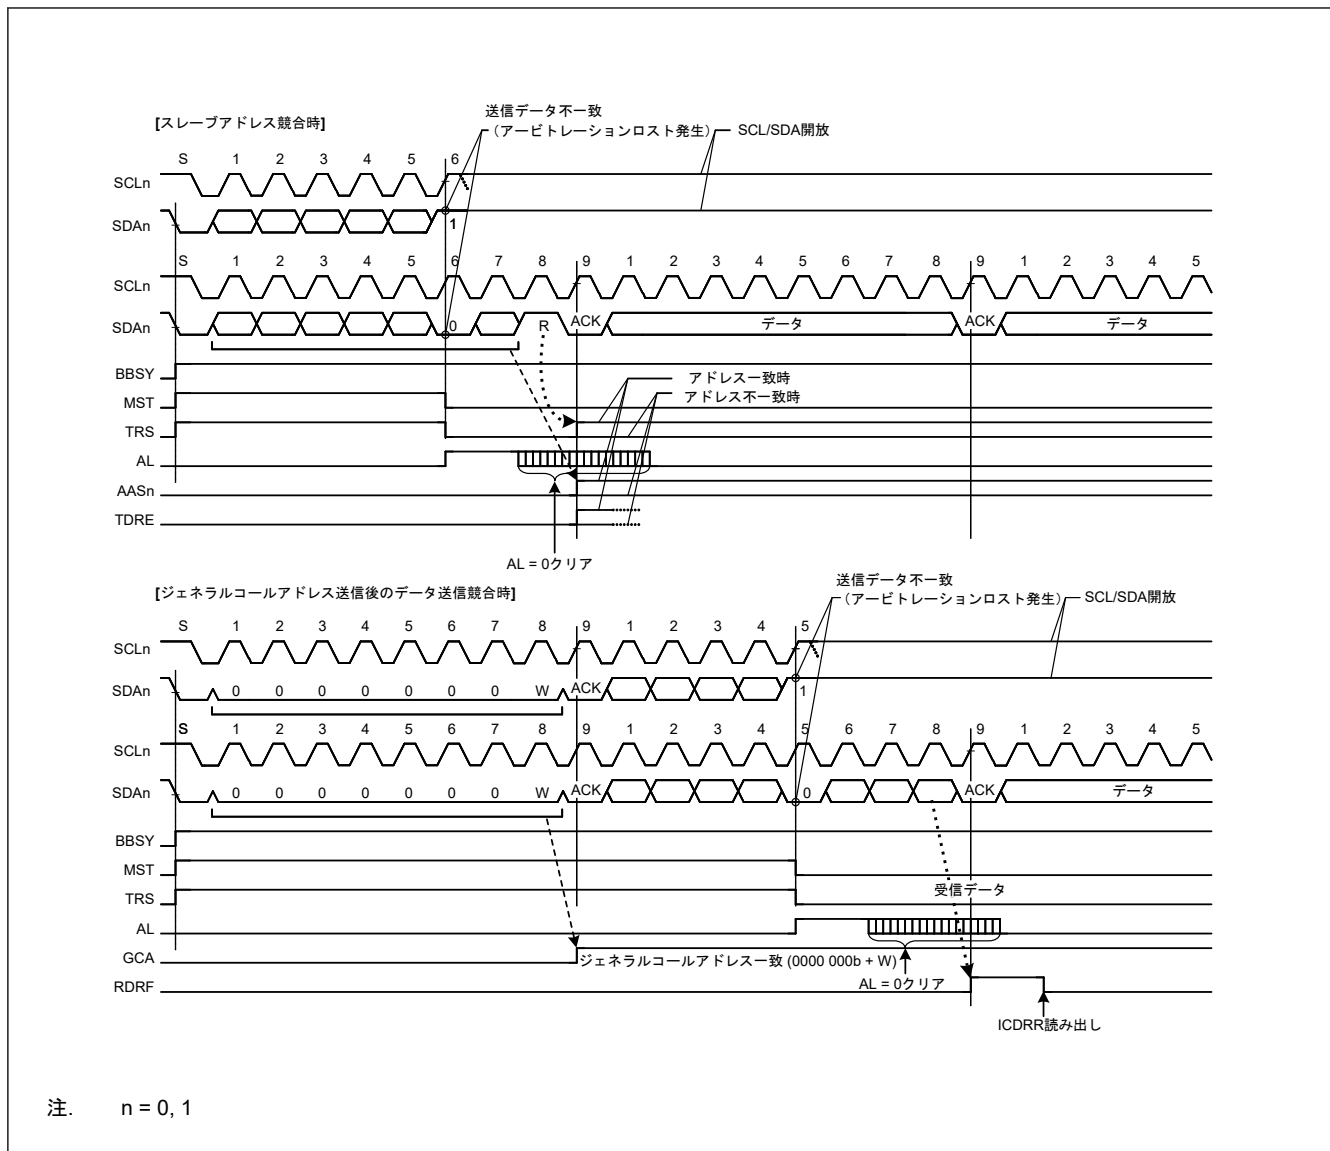 [スレーブアドレス競合時]
送信データ不一致
（アービトレーションロスト発生）
SCL/SDA開放
S 1 2 3 4 5 6
SCLn
SDAn
1
S 1 2 3 4 5 6 7 8 9 1 2 3 4 5 6 7 8 9 1 2 3 4 5
SCLn
SDAn 0 R ACK データ ACK データ
BBSY
アドレス一致時
MST
アドレス不一致時
TRS
AL
AASn
TDRE
AL = 0クリア
[ジェネラルコールアドレス送信後のデータ送信競合時]
送信データ不一致
（アービトレーションロスト発生）
SCL/SDA開放
S 1 2 3 4 5 6 7 8 9 1 2 3 4 5
SCLn
SDAn 0 0 0 0 0 0 0 W ACK 1
S 1 2 3 4 5 6 7 8 9 1 2 3 4 5 6 7 8 9 1 2 3 4 5
SCLn
SDAn 0 0 0 0 0 0 0 W ACK 0 ACK データ
BBSY
MST
TRS
受信データ
AL
GCA
ジェネラルコールアドレス一致 (0000 000b + W)
RDRF
AL = 0クリア
ICDRR読み出し
注. n = 0, 1